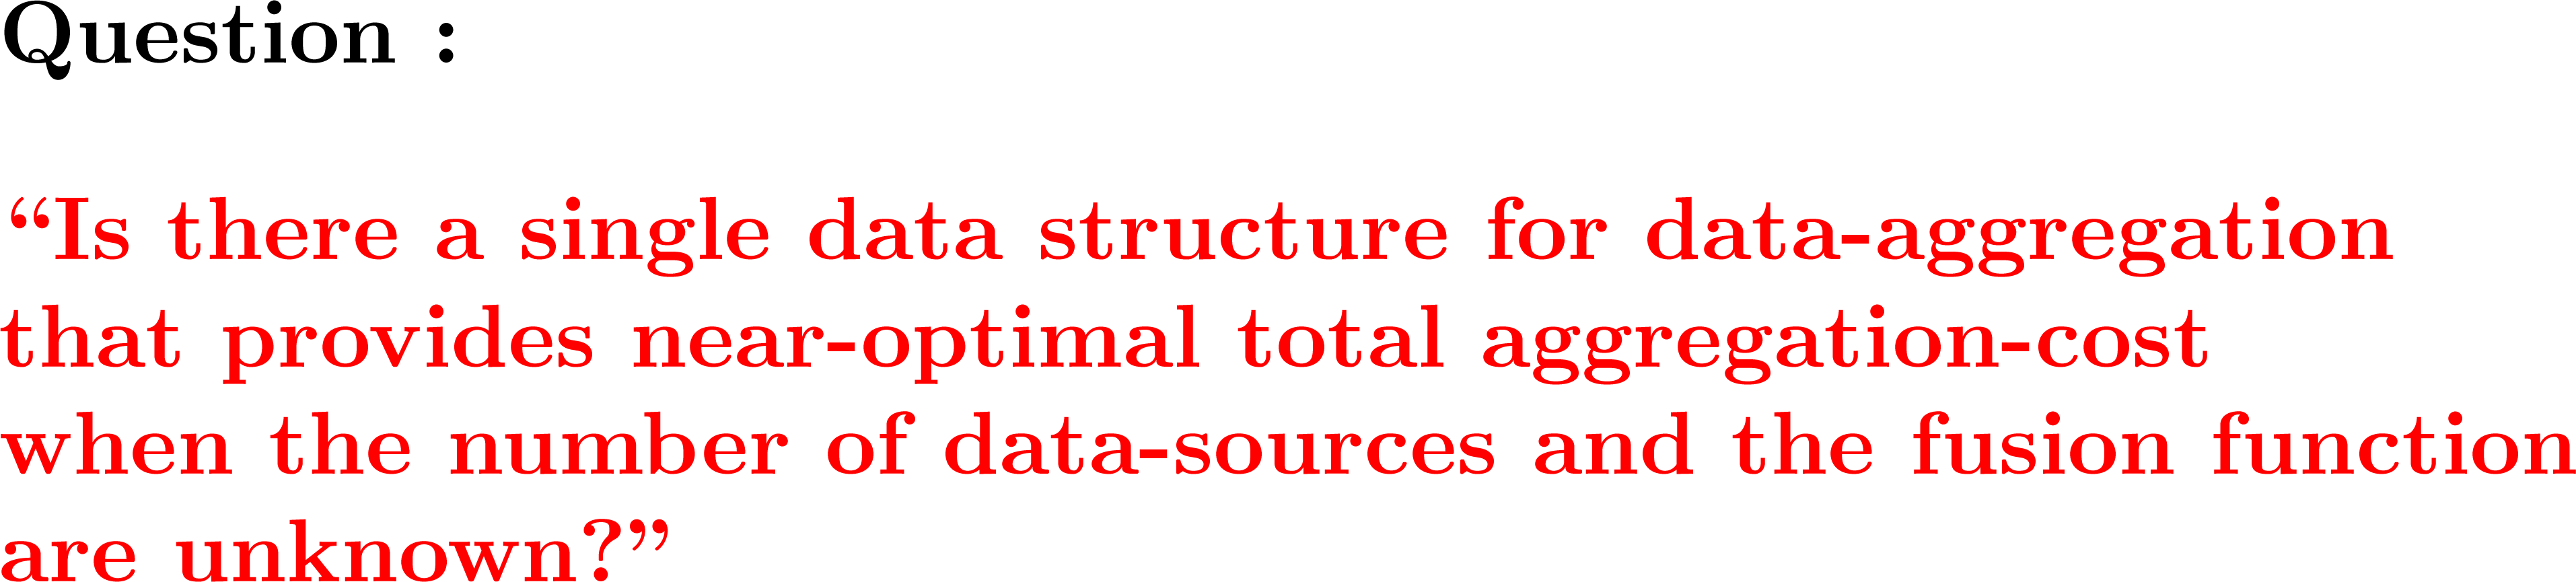 Question :
“Is there a single data structure for data-aggregation
that provides near-optimal total aggregation-cost
when the number of data-sources and the fusion function
are unknown?”